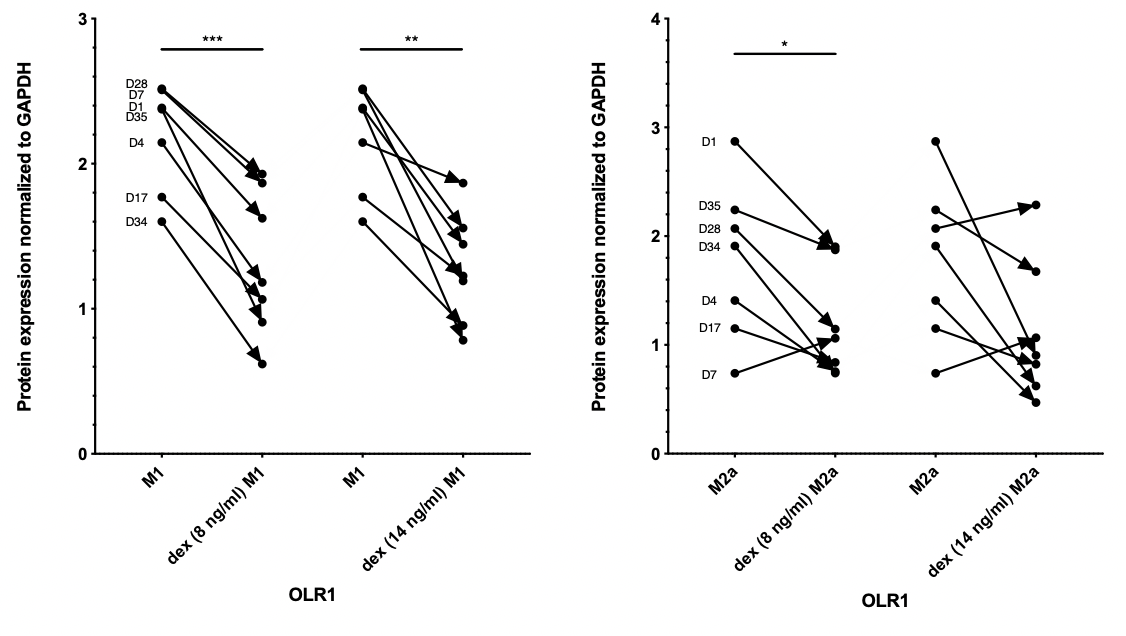 Protein expression normalized to GAPDH
3
2
1
0
***
**
D28
D7
D1
D35
D4
D17
D34
M1
dex (8 ng/ml) M1
M1
dex (14 ng/ml) M1
OLR1
Protein expression normalized to GAPDH
4
3
2
1
0
*
D1
D35
D28
D34
D4
D17
D7
M2a
dex (8 ng/ml) M2a
M2a
dex (14 ng/ml) M2a
OLR1